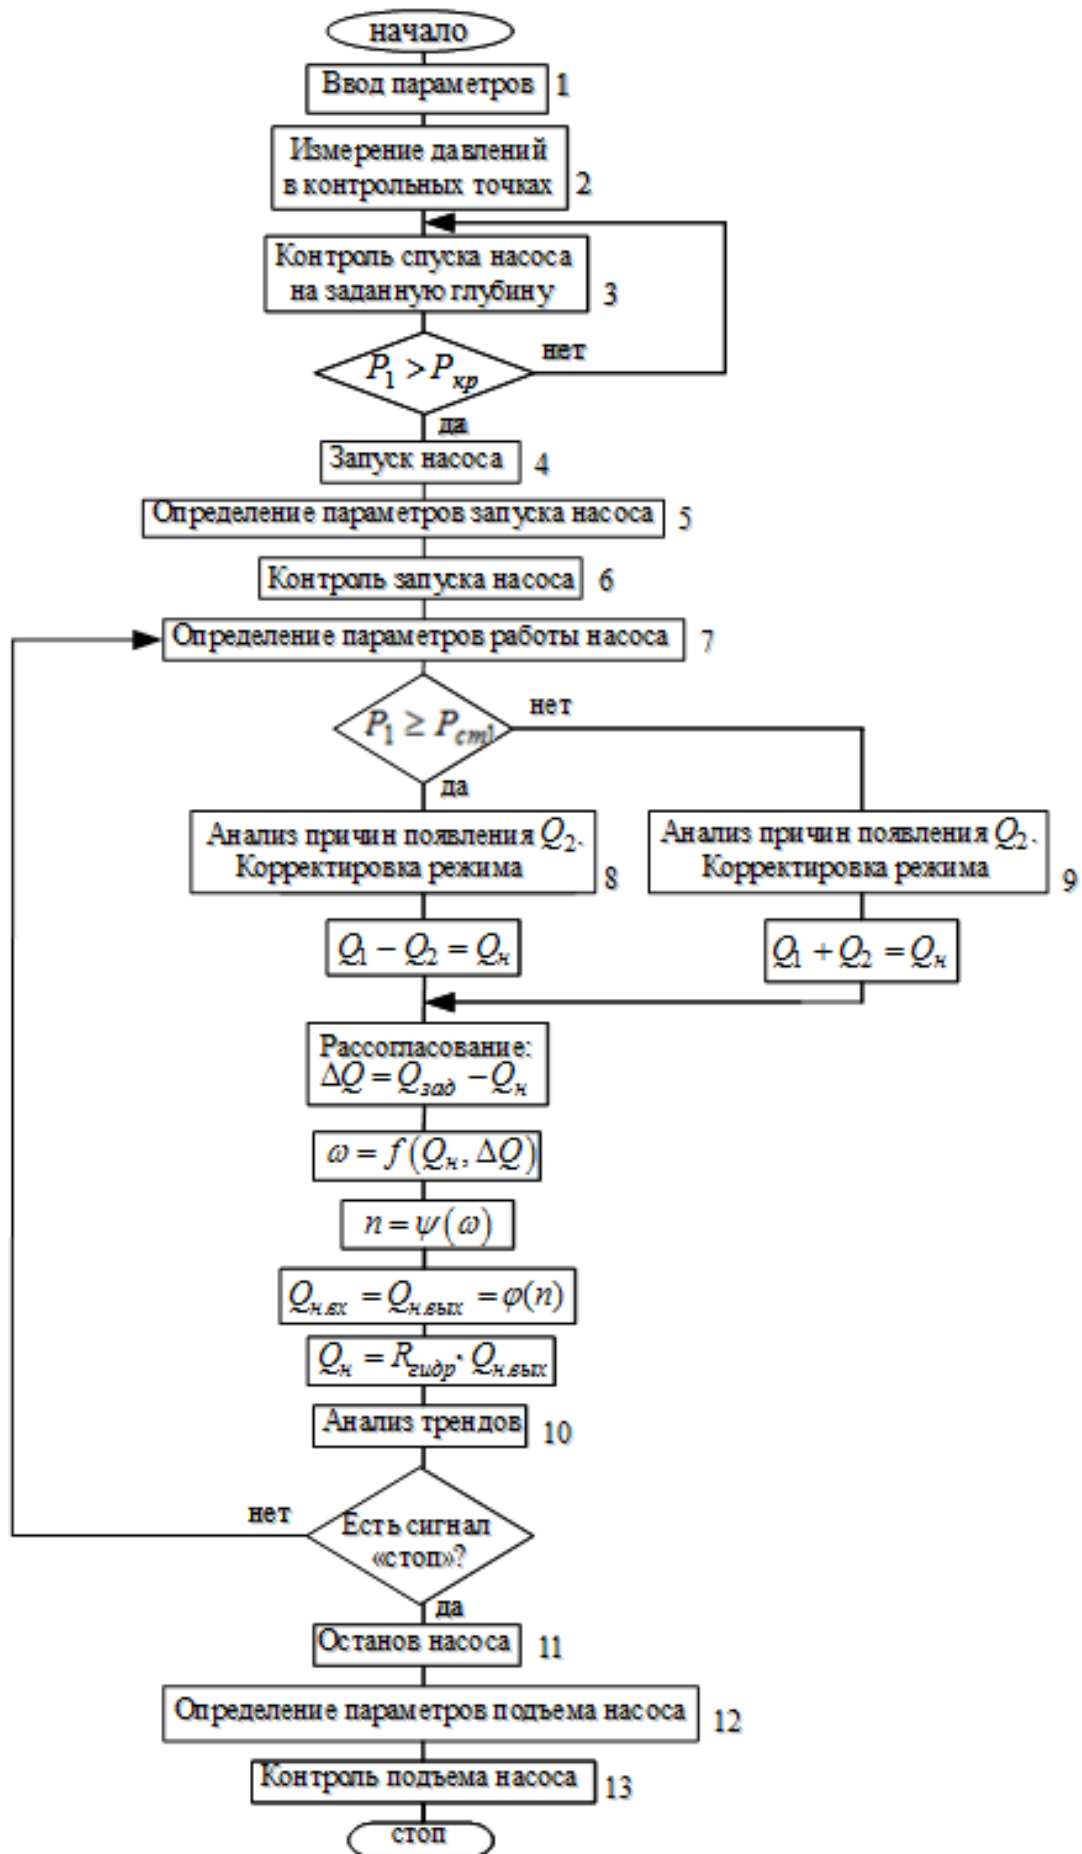 начало
Ввод параметров 1
Измерение давлений
в контрольных точках 2
Контроль спуска насоса
на заданную глубину 3
P₁ > Pкр
нет
да
Запуск насоса 4
Определение параметров запуска насоса 5
Контроль запуска насоса 6
Определение параметров работы насоса 7
P₁ ≥ Pст1
нет
да
Анализ причин появления Q₂.
Корректировка режима 8
Анализ причин появления Q₂.
Корректировка режима 9
Q₁ − Q₂ = Qн
Q₁ + Q₂ = Qн
Рассогласование:
ΔQ = Qзад − Qн
ω = f(Qн, ΔQ)
n = ψ(ω)
Qн.вх = Qн.вых = φ(n)
Qн = Rгидр · Qн.вых
Анализ трендов 10
нет
Есть сигнал
«стоп»?
да
Останов насоса 11
Определение параметров подъема насоса 12
Контроль подъема насоса 13
стоп